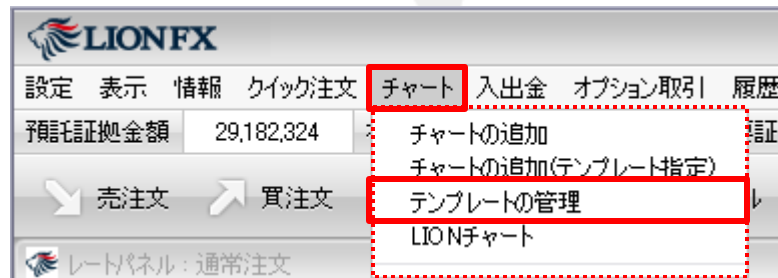 LION FX
設定 表示 情報 クイック注文 チャート 入出金 オプション取引 履歴
預託証拠金額 29,182,324 証
チャートの追加
チャートの追加(テンプレート指定)
売注文 買注文 テンプレートの管理 ル
LIONチャート
レートパネル:通常注文